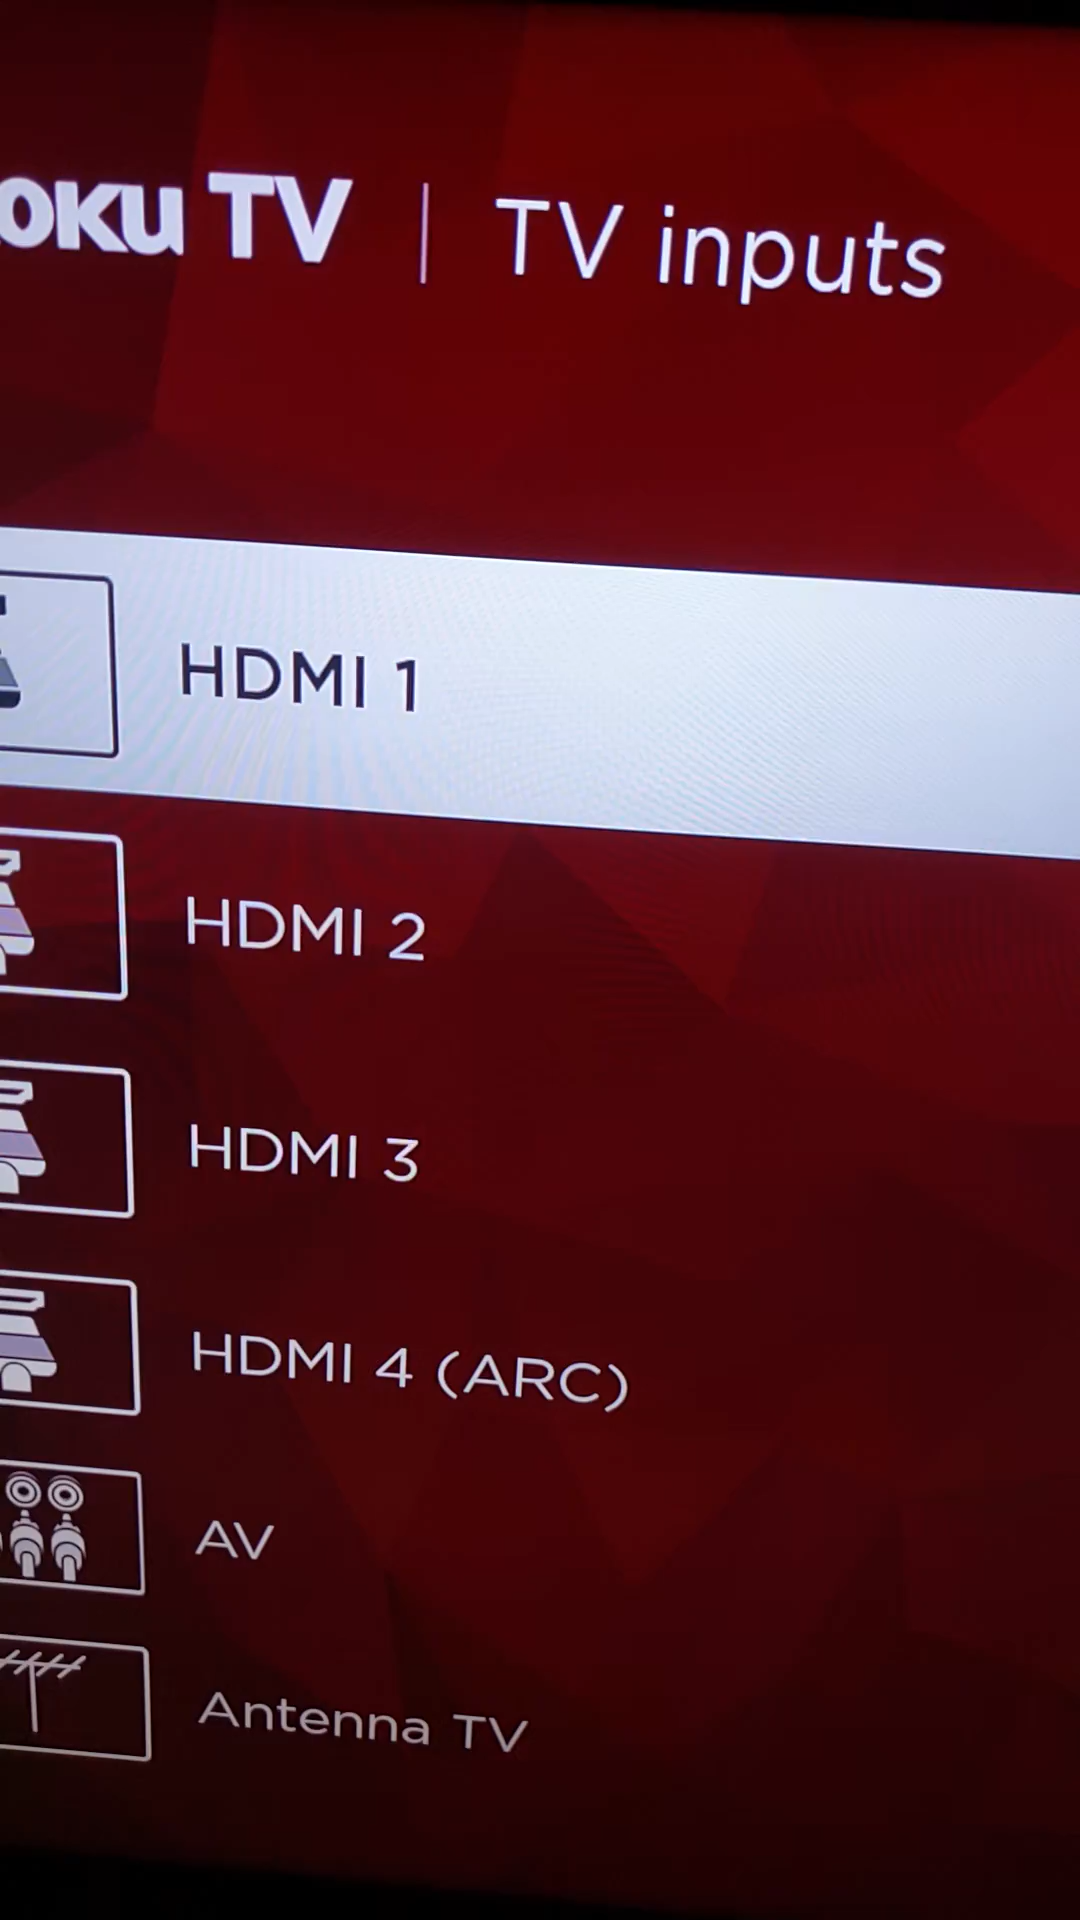 oku TV | TV inputs
HDMI 1
HDMI 2
HDMI 3
HDMI 4 (ARC)
AV
Antenna TV